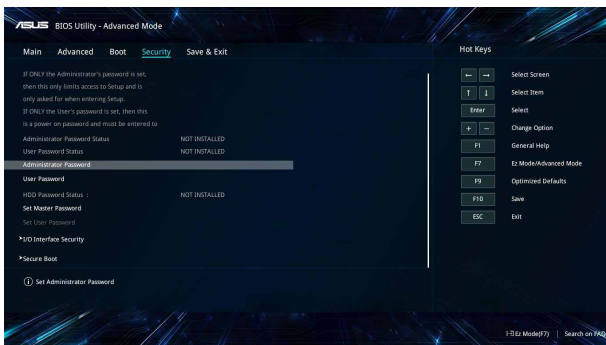 ASUS BIOS Utility - Advanced Mode
Main Advanced Boot Security Save & Exit
If ONLY the Administrator's password is set,
then this only limits access to Setup and is
only asked for when entering Setup.
If ONLY the User's password is set, then this
is a power on password and must be entered to
Administrator Password Status NOT INSTALLED
User Password Status NOT INSTALLED
Administrator Password
User Password
HDD Password Status : NOT INSTALLED
Set Master Password
Set User Password
I/O Interface Security
Secure Boot
Set Administrator Password
Hot Keys
← → Select Screen
↑ ↓ Select Item
Enter Select
+ − Change Option
F1 General Help
F7 Ez Mode/Advanced Mode
F9 Optimized Defaults
F10 Save
ESC Exit
Ez Mode(F7) | Search on FAQ